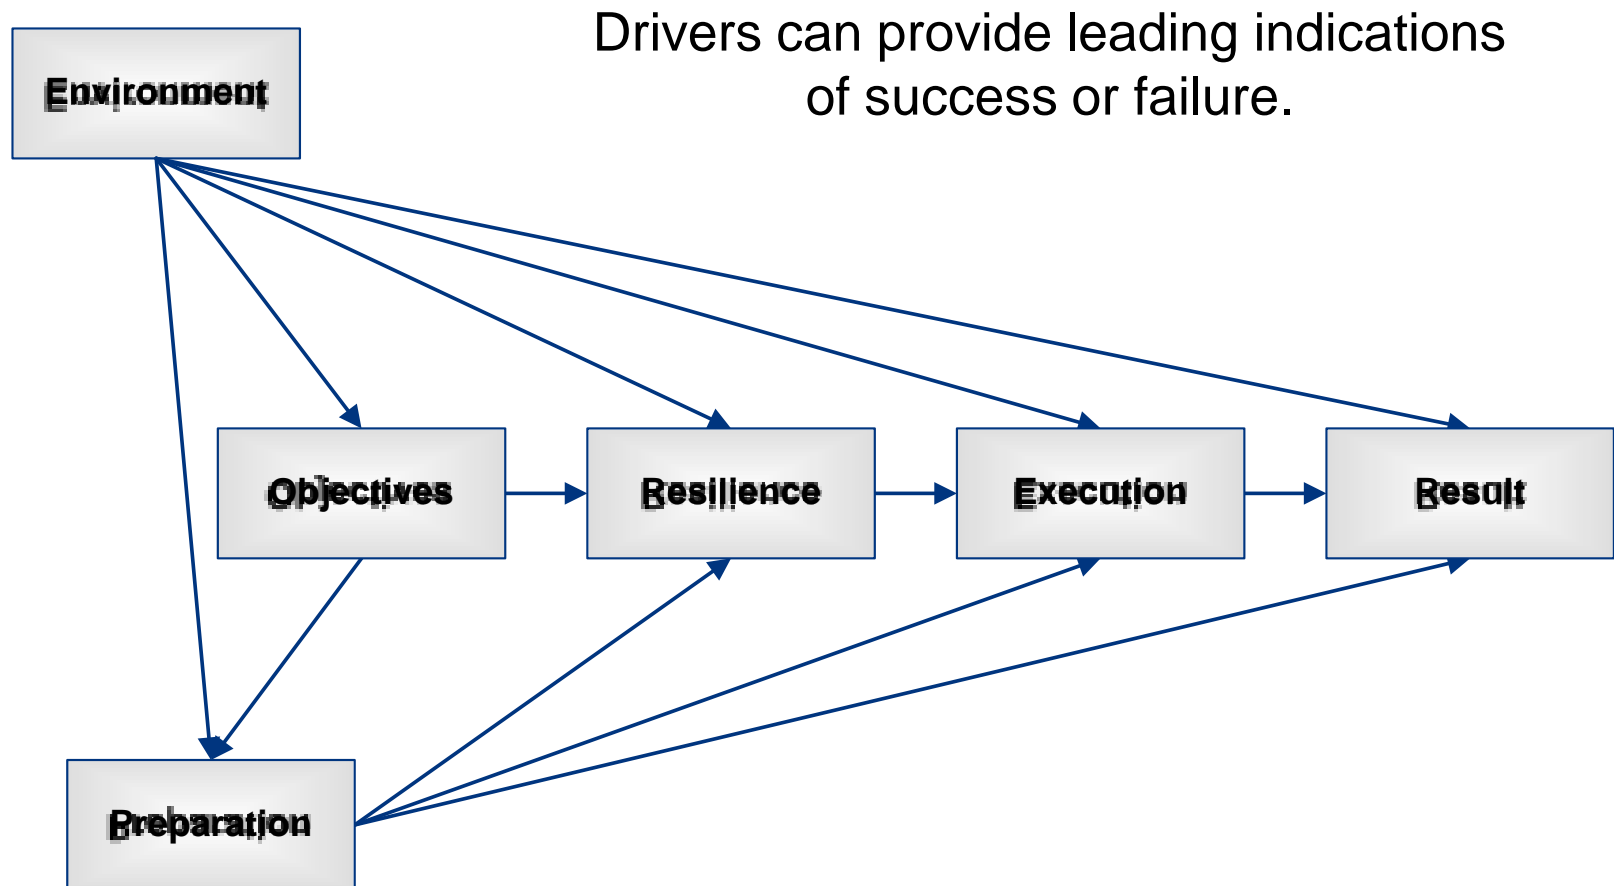 Drivers can provide leading indications
of success or failure.
Environment
Objectives
Resilience
Execution
Result
Preparation